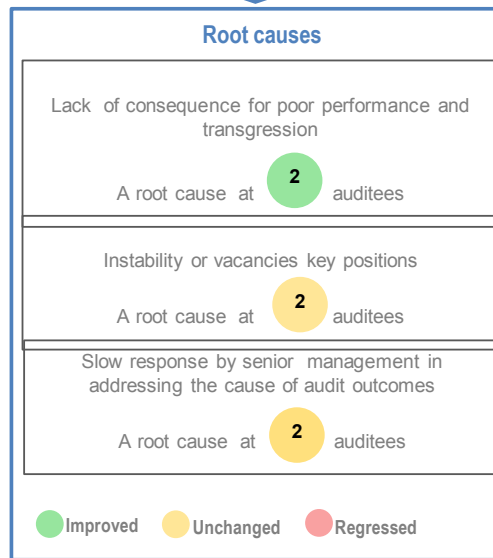 Root causes
Lack of consequence for poor performance and
transgression
A root cause at 2 auditees
Instability or vacancies key positions
A root cause at 2 auditees
Slow response by senior management in
addressing the cause of audit outcomes
A root cause at 2 auditees
Improved Unchanged Regressed